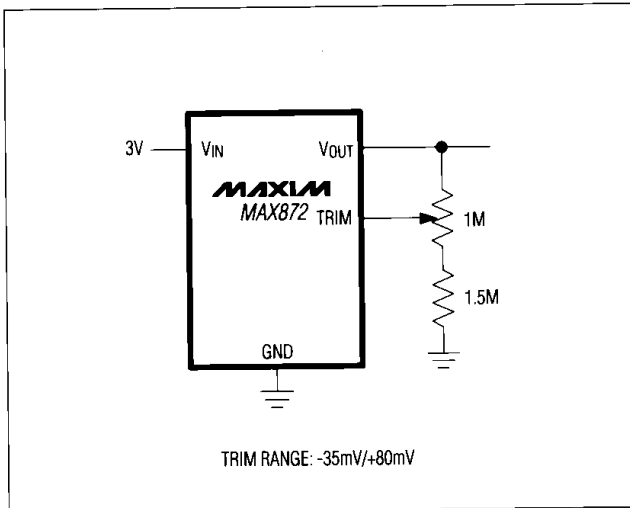 3V
VIN
VOUT
MAXIM
MAX872
TRIM
1M
1.5M
GND
TRIM RANGE: -35mV/+80mV